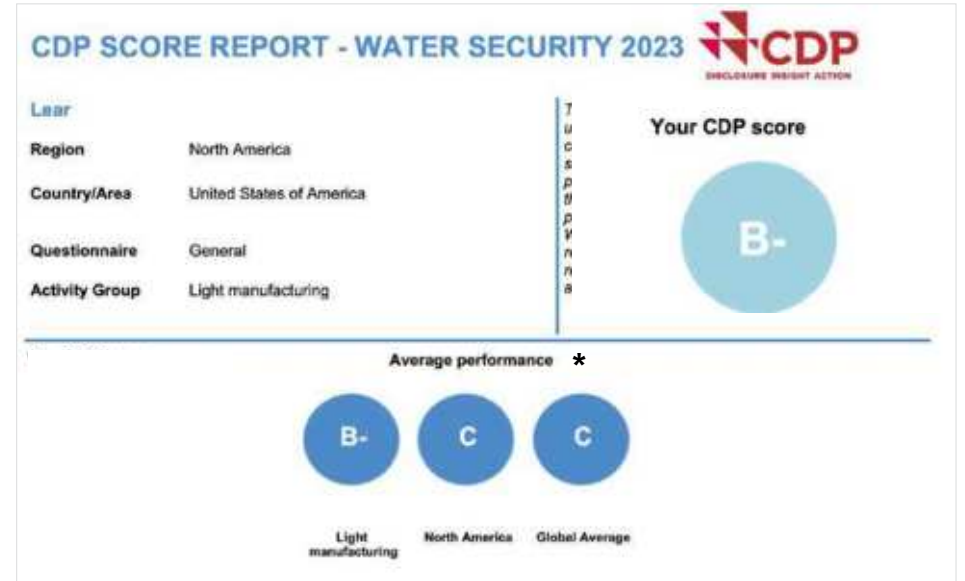 CDP SCORE REPORT - WATER SECURITY 2023
CDP
DISCLOSURE INSIGHT ACTION
Lear
Region North America
Country/Area United States of America
Questionnaire General
Activity Group Light manufacturing
Your CDP score
B-
Average performance *
B- C C
Light manufacturing
North America
Global Average